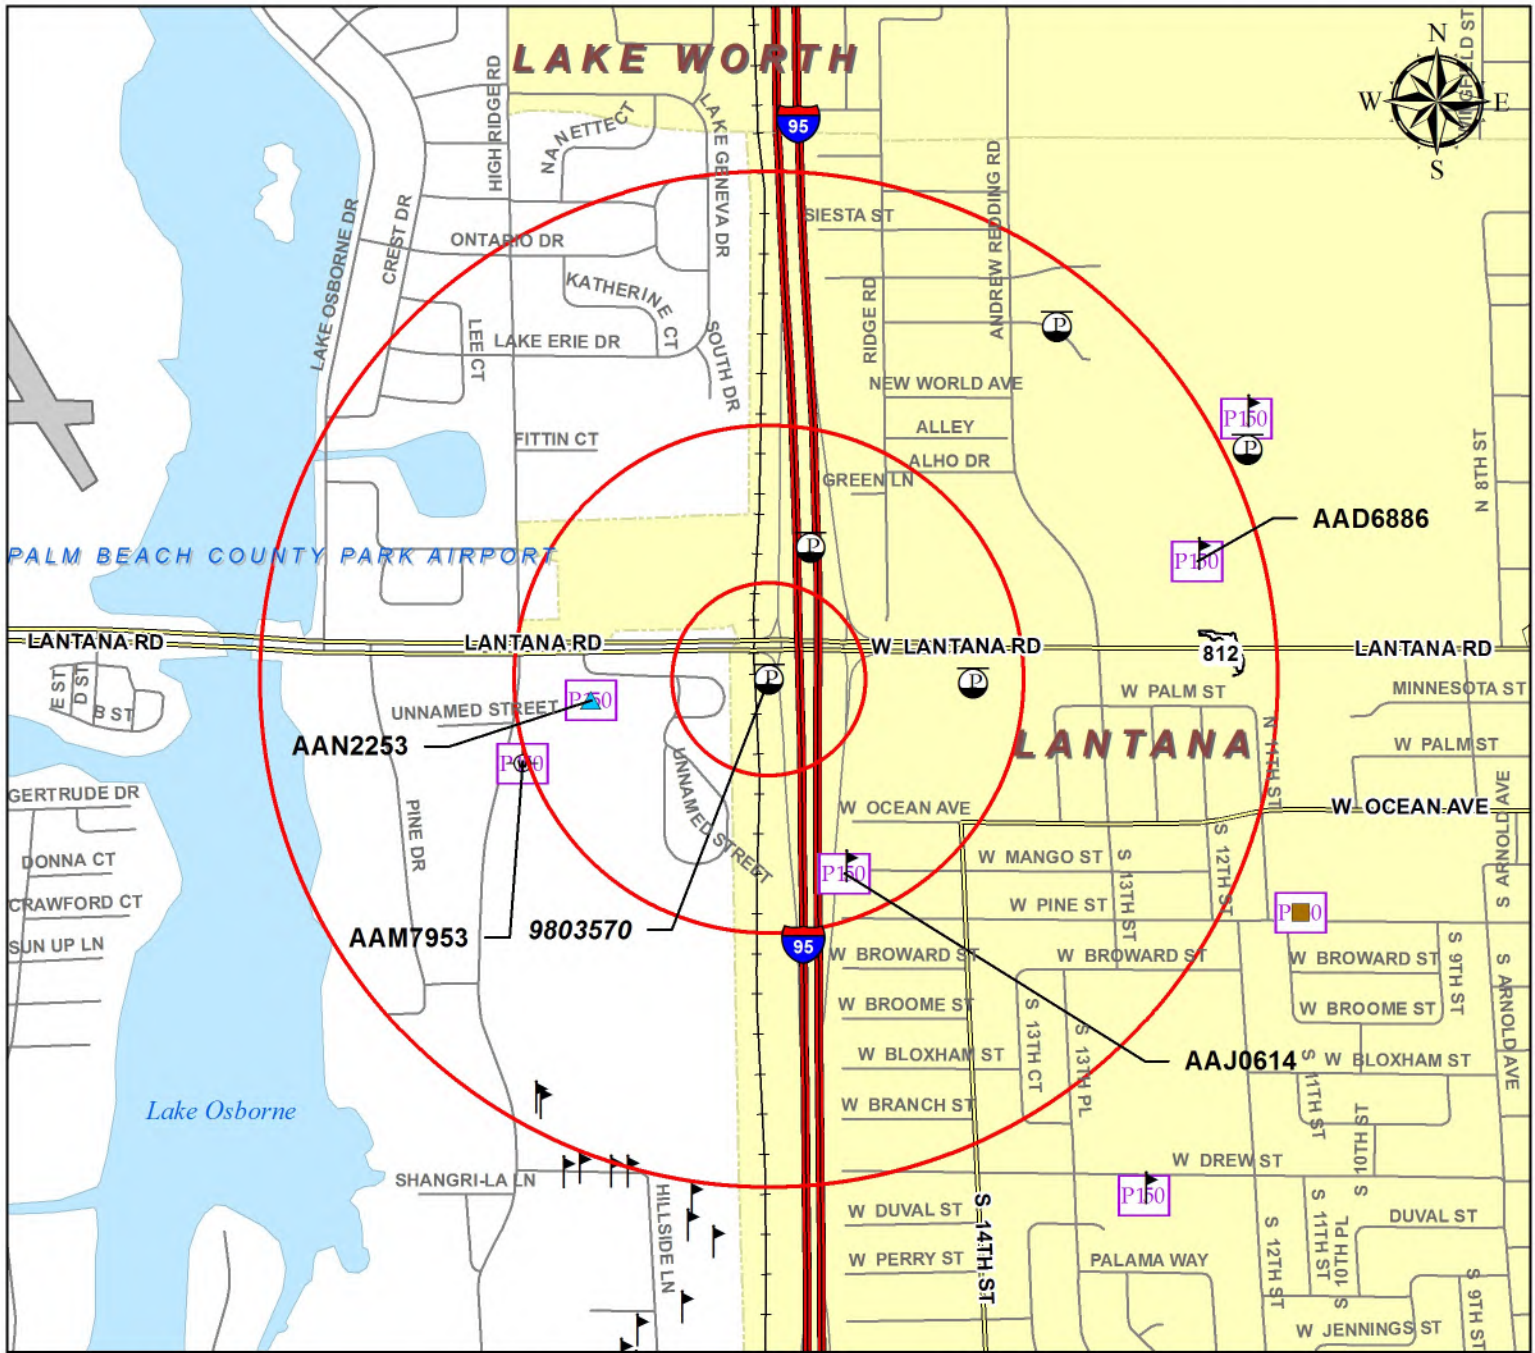 LAKE WORTH
N
W
E
S
WINGFIELD ST
95
HIGH RIDGE RD
NANETTE CT
LAKE GENEVA DR
ANDREW REDDING RD
SIESTA ST
LAKE OSBORNE DR
CREST DR
ONTARIO DR
KATHERINE CT
RIDGE RD
LEE CT
LAKE ERIE DR
SOUTH DR
P
NEW WORLD AVE
P150
ALLEY
FITTIN CT
P
ALHO DR
GREEN LN
N 8TH ST
AAD6886
PALM BEACH COUNTY PARK AIRPORT
P
P150
LANTANA RD
LANTANA RD
W LANTANA RD
812
LANTANA RD
E ST
D ST
B ST
P
P
W PALM ST
MINNESOTA ST
UNNAMED STREET
P150
AAN2253
LANTANA
N 11TH ST
W PALM ST
P150
UNNAMED STREET
GERTRUDE DR
PINE DR
W OCEAN AVE
W OCEAN AVE
S ARNOLD AVE
DONNA CT
W MANGO ST
S 13TH ST
S 12TH ST
P150
CRAWFORD CT
W PINE ST
P150
AAM7953
9803570
SUN UP LN
95
W BROWARD ST
W BROWARD ST
W BROWARD ST
S 9TH ST
S ARNOLD AVE
W BROOME ST
S 13TH CT
S 13TH PL
W BROOME ST
W BLOXHAM ST
AAJ0614
S 11TH ST
W BLOXHAM ST
Lake Osborne
W BRANCH ST
S 10TH ST
SHANGRI-LA LN
W DREW ST
P150
HILLSIDE LN
W DUVAL ST
S 14TH ST
S 12TH ST
S 11TH ST
S 10TH PL
DUVAL ST
W PERRY ST
PALAMA WAY
S 9TH ST
W JENNINGS ST